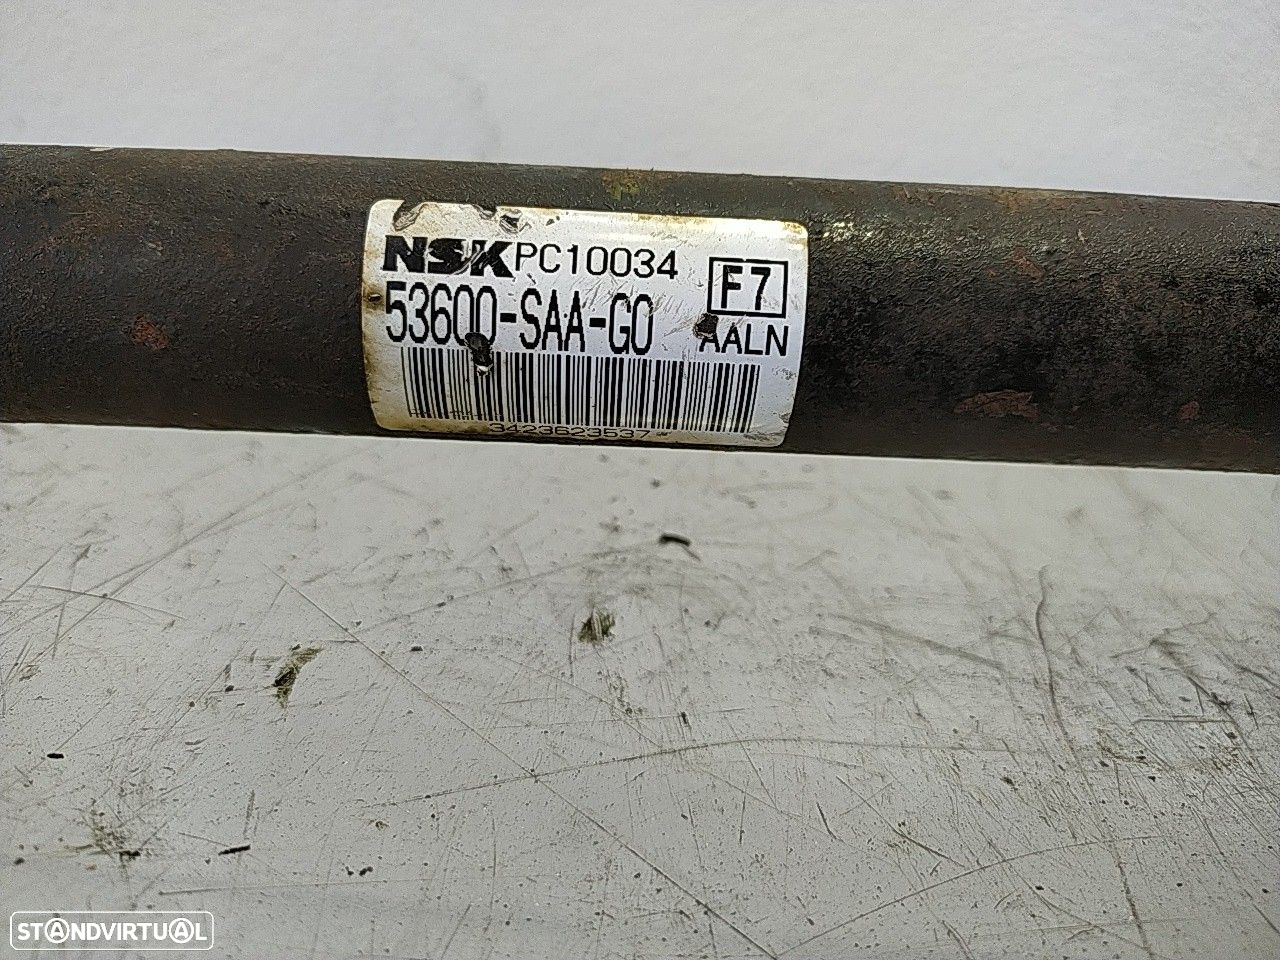 NSK PC10034
F7
53600-SAA-G0
AALN
3423623537
STANDVIRTUAL